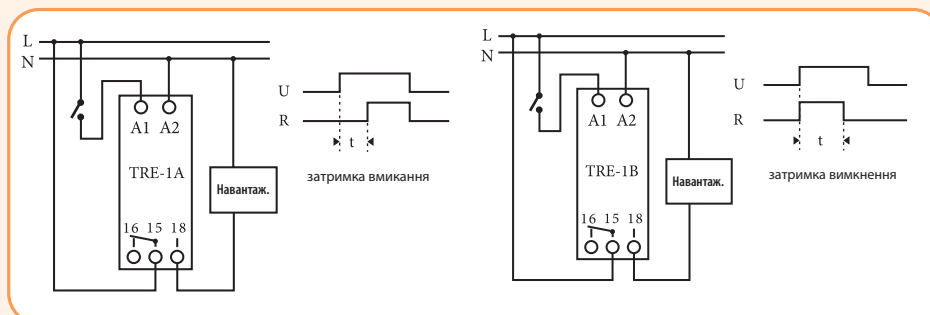 L
N
A1 A2
TRE-1A
Навантаж.
16 15 18
U
R
t
затримка вмикання
L
N
A1 A2
TRE-1B
Навантаж.
16 15 18
U
R
t
затримка вимкнення